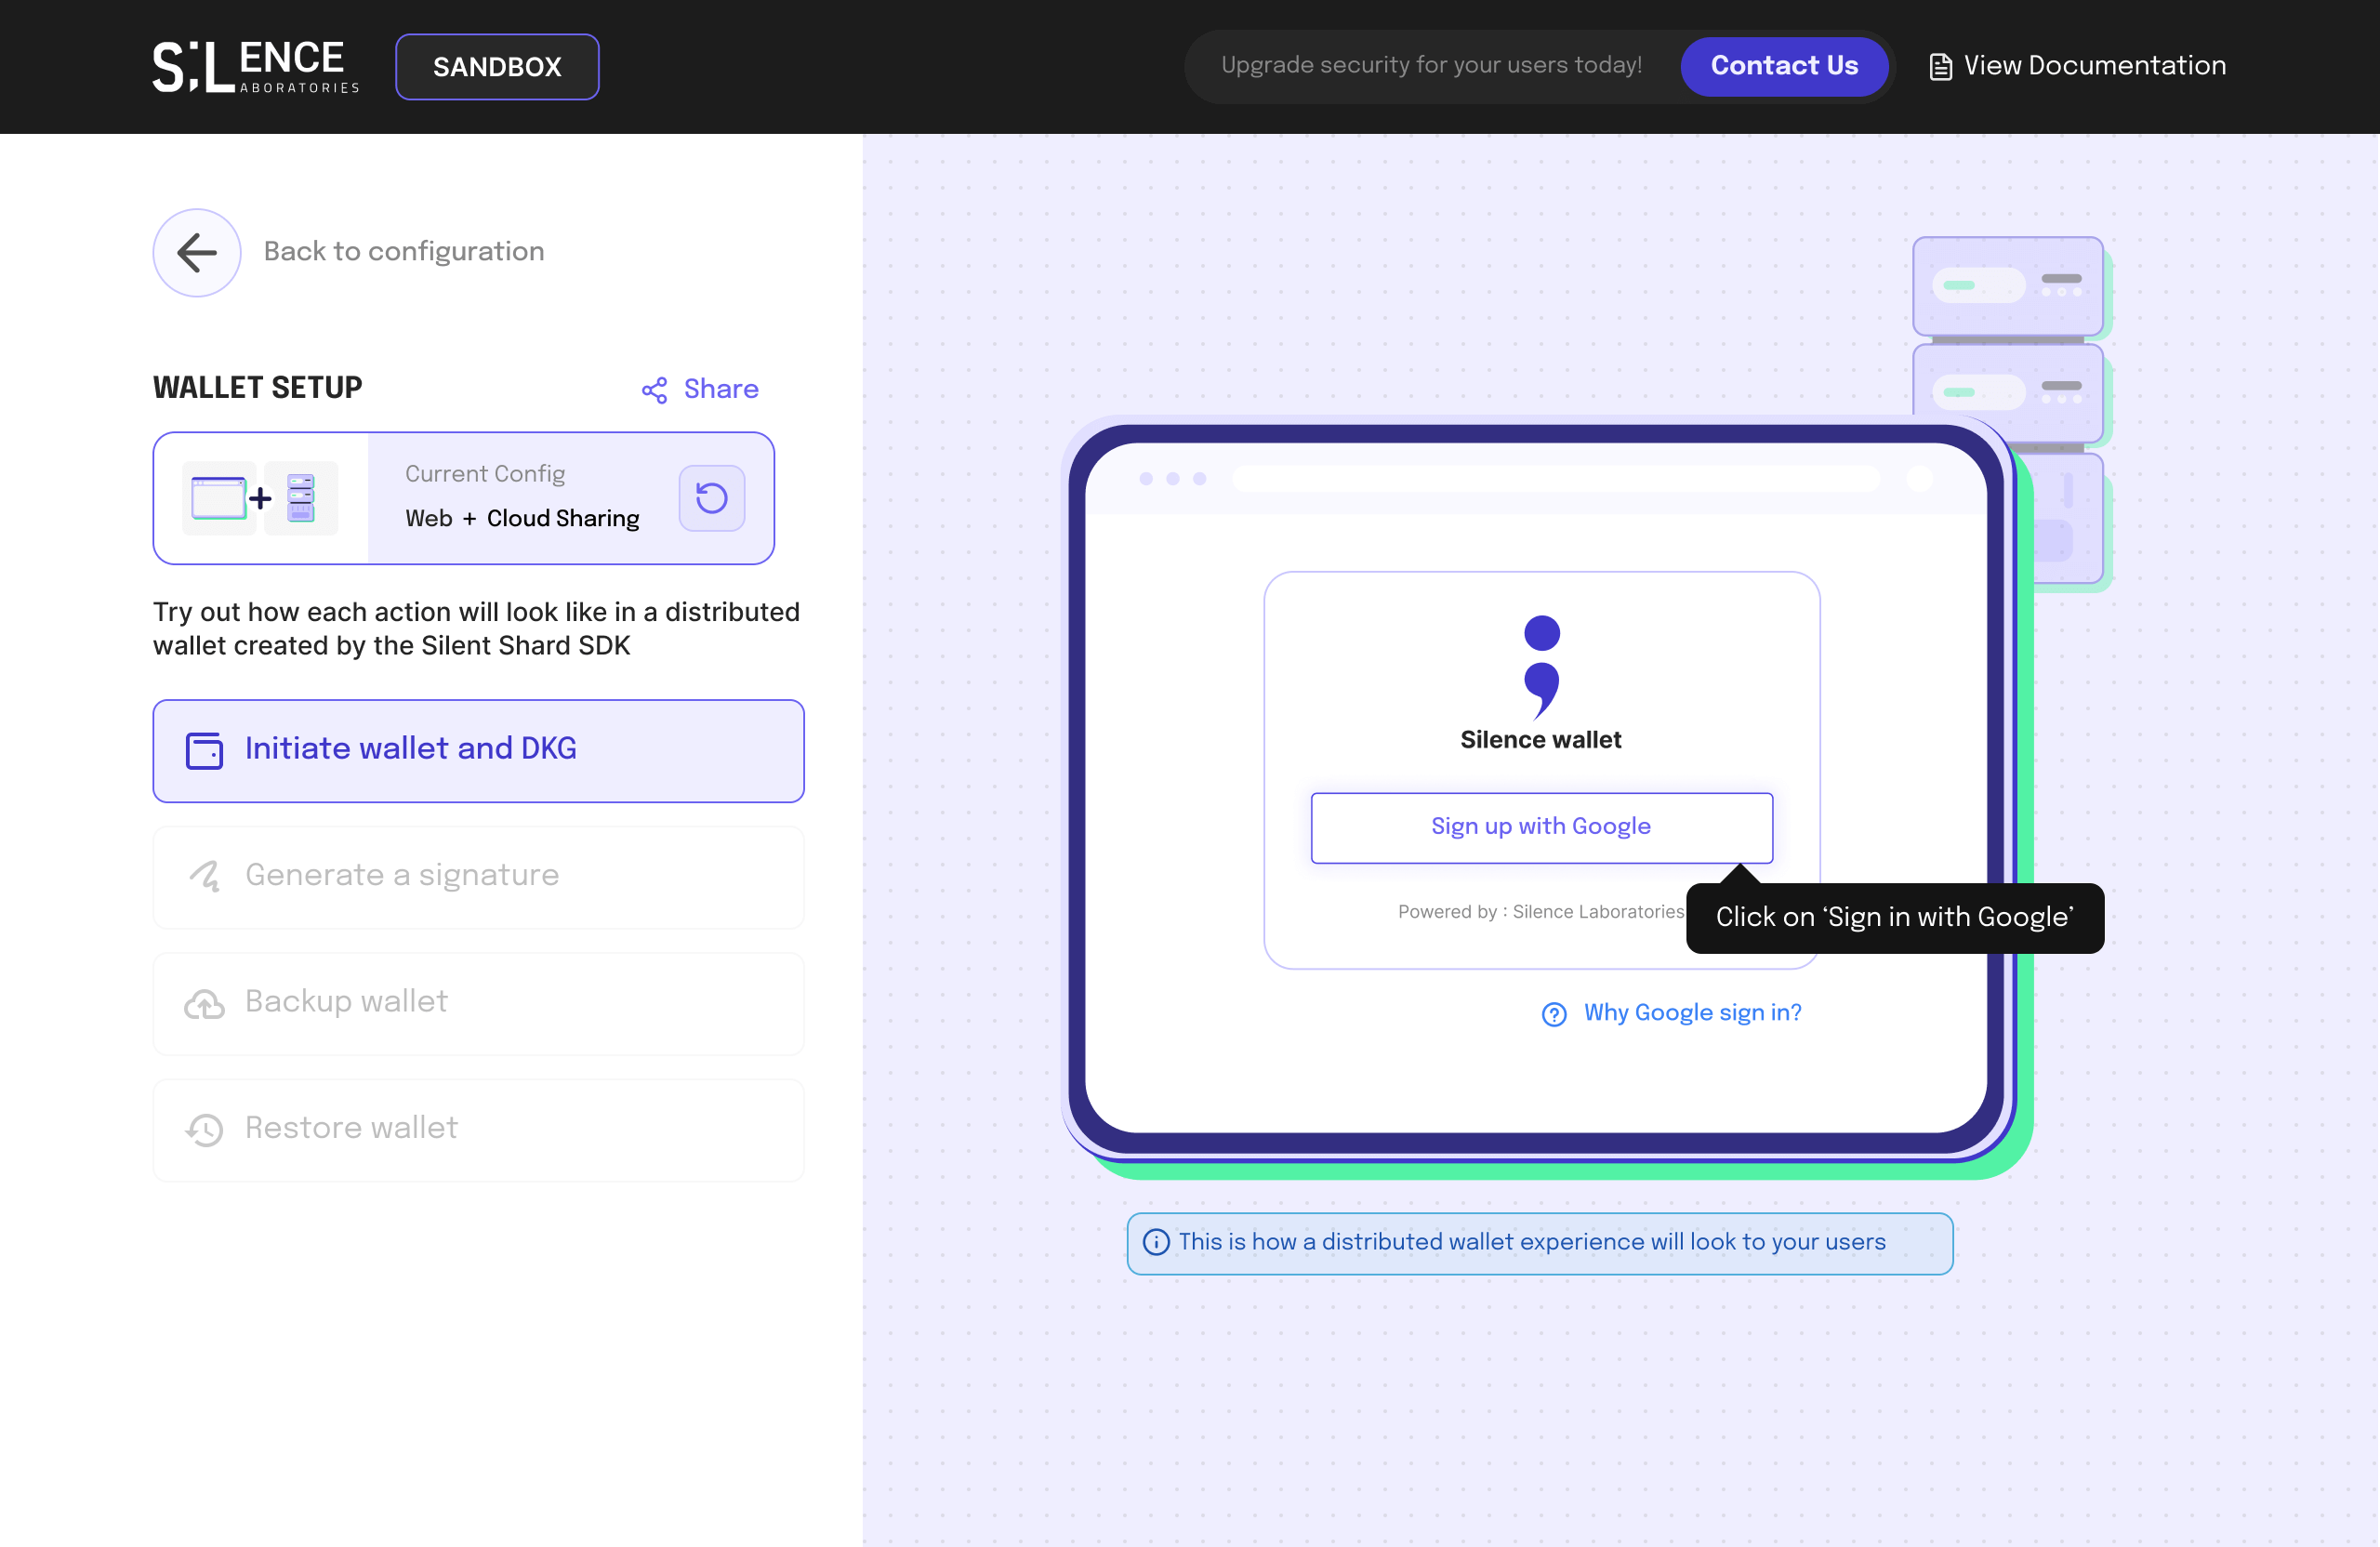 SiLENCE
LABORATORIES
SANDBOX
Upgrade security for your users today!
Contact Us
View Documentation
Back to configuration
WALLET SETUP
Share
Current Config
Web + Cloud Sharing
Try out how each action will look like in a distributed
wallet created by the Silent Shard SDK
Initiate wallet and DKG
Generate a signature
Backup wallet
Restore wallet
Silence wallet
Sign up with Google
Powered by : Silence Laboratories
Click on ‘Sign in with Google’
Why Google sign in?
This is how a distributed wallet experience will look to your users